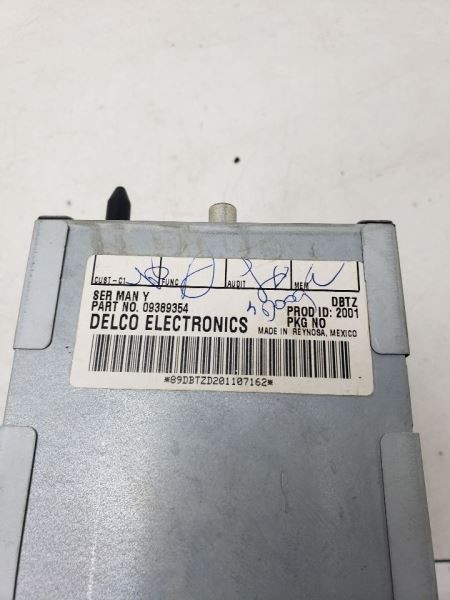 CUST-C1 FUNC AUDIT MEM
SER MAN Y DBTZ
PART NO. 09389354 PROD ID: 2001
DELCO ELECTRONICS PKG NO
MADE IN REYNOSA, MEXICO
*89DBTZD201107162*